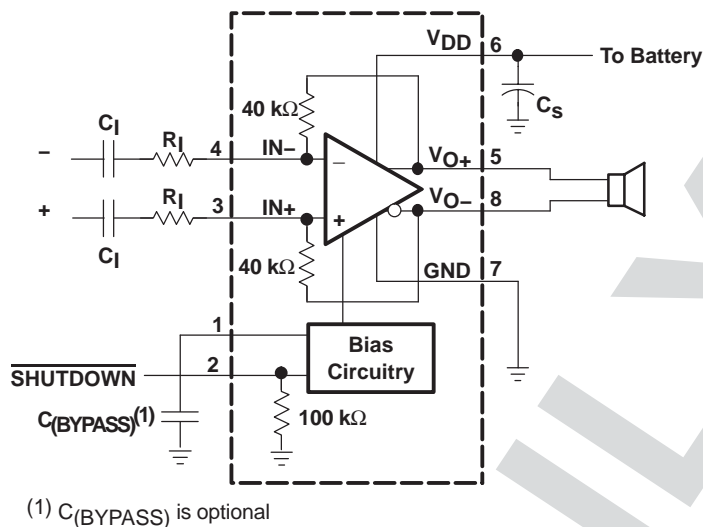 VDD 6
To Battery
40 kΩ
CS
CI
RI 4 IN–
–
–
VO+ 5
RI 3 IN+
+
+
VO– 8
CI
40 kΩ
GND 7
1
Bias
Circuitry
SHUTDOWN 2
C(BYPASS)(1)
100 kΩ
(1) C(BYPASS) is optional